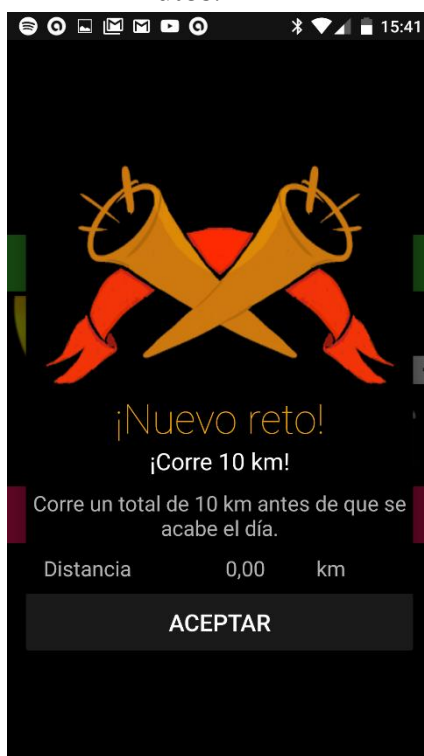 15:41
¡Nuevo reto!
¡Corre 10 km!
Corre un total de 10 km antes de que se
acabe el día.
Distancia 0,00 km
ACEPTAR